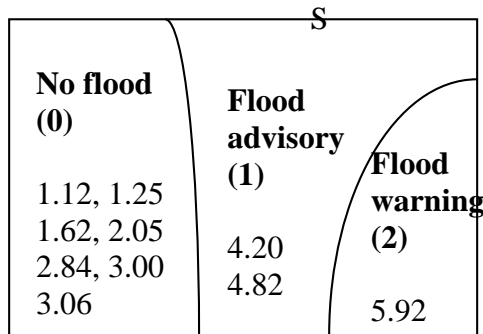 S
No flood
(0)
1.12, 1.25
1.62, 2.05
2.84, 3.00
3.06
Flood
advisory
(1)
4.20
4.82
Flood
warning
(2)
5.92